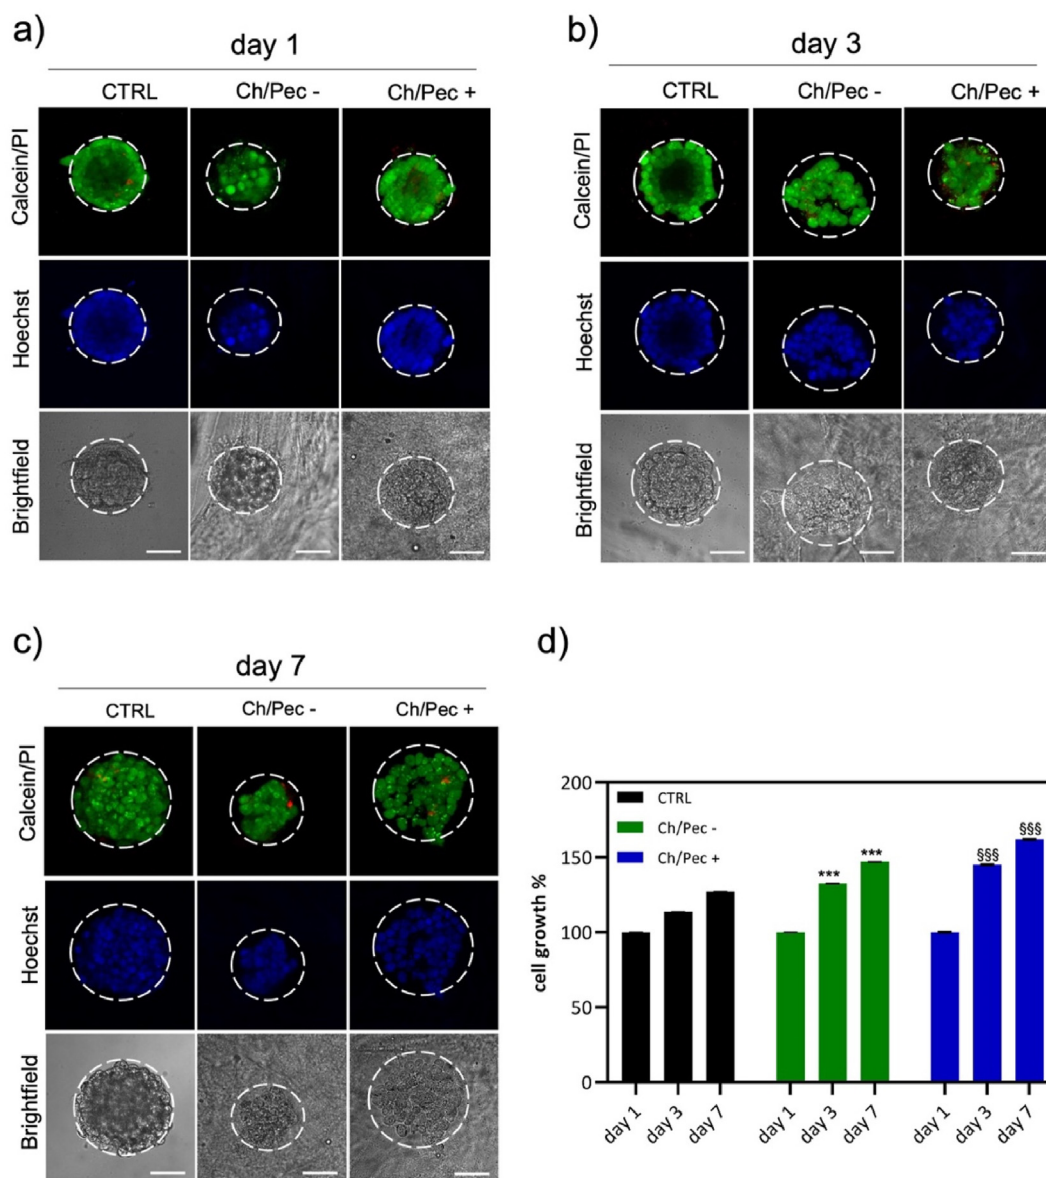 a)
day 1
CTRL Ch/Pec - Ch/Pec +
Calcein/PI
Hoechst
Brightfield
b)
day 3
CTRL Ch/Pec - Ch/Pec +
Calcein/PI
Hoechst
Brightfield
c)
day 7
CTRL Ch/Pec - Ch/Pec +
Calcein/PI
Hoechst
Brightfield
d)
cell growth %
200
150
100
50
0
CTRL
Ch/Pec -
Ch/Pec +
*** ***
§§§ §§§
day 1 day 3 day 7 day 1 day 3 day 7 day 1 day 3 day 7